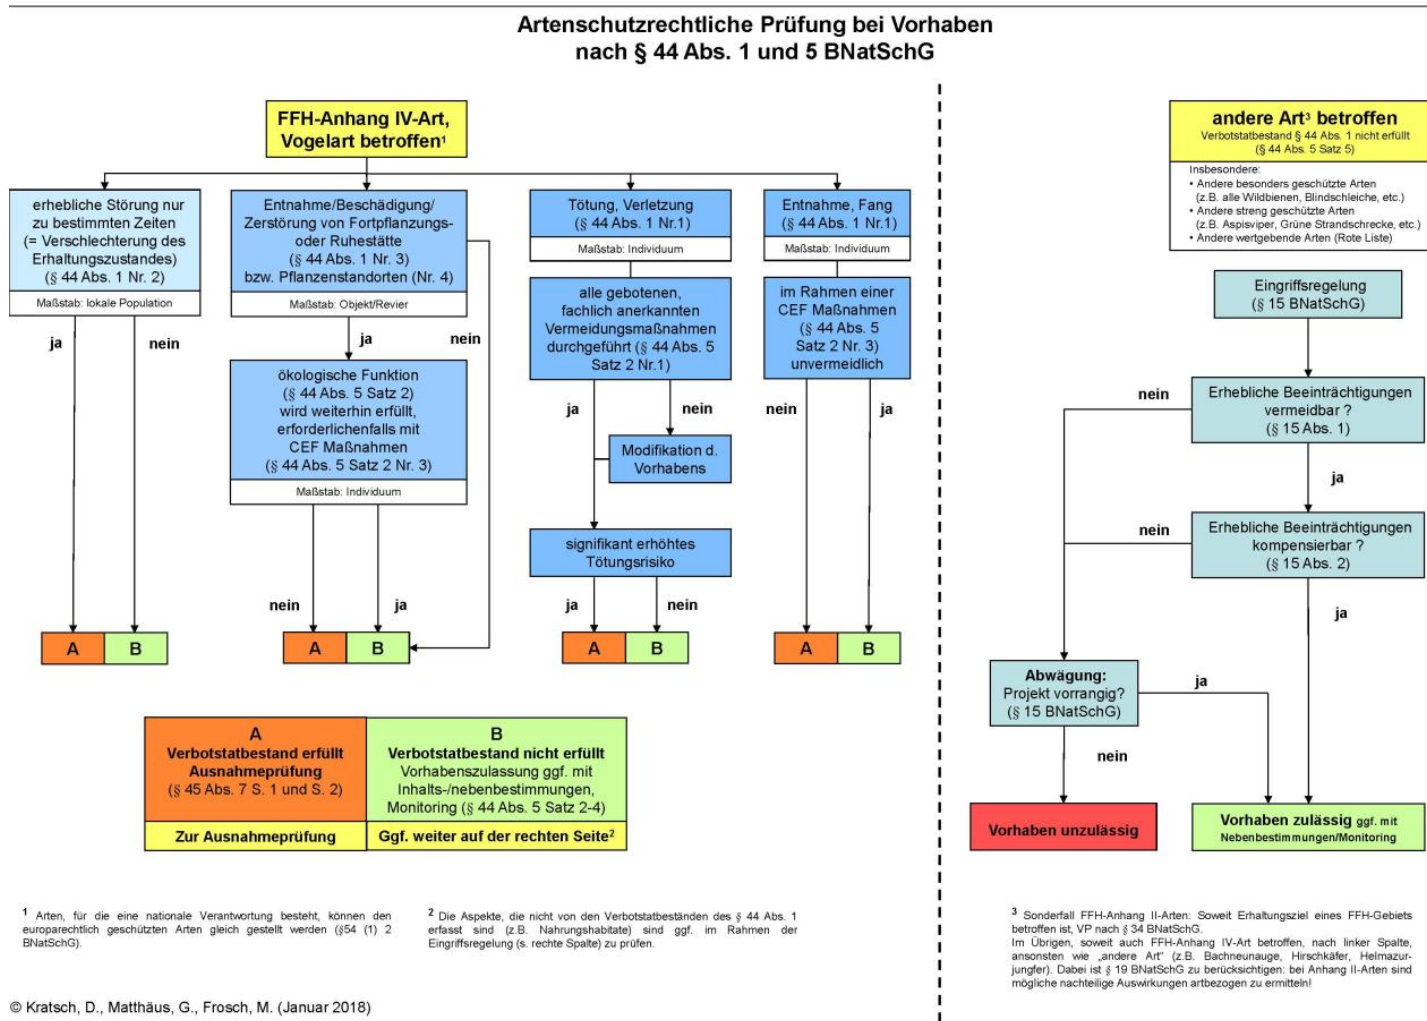 Artenschutzrechtliche Prüfung bei Vorhaben
nach § 44 Abs. 1 und 5 BNatSchG
FFH-Anhang IV-Art,
Vogelart betroffen¹
erhebliche Störung nur
zu bestimmten Zeiten
(= Verschlechterung des
Erhaltungszustandes)
(§ 44 Abs. 1 Nr. 2)
Maßstab: lokale Population
ja
nein
Entnahme/Beschädigung/
Zerstörung von Fortpflanzungs-
oder Ruhestätte
(§ 44 Abs. 1 Nr. 3)
bzw. Pflanzenstandorten (Nr. 4)
Maßstab: Objekt/Revier
ja
nein
ökologische Funktion
(§ 44 Abs. 5 Satz 2)
wird weiterhin erfüllt,
erforderlichenfalls mit
CEF Maßnahmen
(§ 44 Abs. 5 Satz 2 Nr. 3)
Maßstab: Individuum
nein
ja
Tötung, Verletzung
(§ 44 Abs. 1 Nr.1)
Maßstab: Individuum
alle gebotenen,
fachlich anerkannten
Vermeidungsmaßnahmen
durchgeführt (§ 44 Abs. 5
Satz 2 Nr.1)
ja
nein
Modifikation d.
Vorhabens
signifikant erhöhtes
Tötungsrisiko
ja
nein
Entnahme, Fang
(§ 44 Abs. 1 Nr.1)
Maßstab: Individuum
im Rahmen einer
CEF Maßnahmen
(§ 44 Abs. 5
Satz 2 Nr. 3)
unvermeidlich
nein
ja
A B
A B
A B
A B
A
Verbotstatbestand erfüllt
Ausnahmeprüfung
(§ 45 Abs. 7 S. 1 und S. 2)
Zur Ausnahmeprüfung
B
Verbotstatbestand nicht erfüllt
Vorhabenszulassung ggf. mit
Inhalts-/nebenbestimmungen,
Monitoring (§ 44 Abs. 5 Satz 2-4)
Ggf. weiter auf der rechten Seite²
¹ Arten, für die eine nationale Verantwortung besteht, können den
europarechtlich geschützten Arten gleich gestellt werden (§54 (1) 2
BNatSchG).
² Die Aspekte, die nicht von den Verbotstatbeständen des § 44 Abs. 1
erfasst sind (z.B. Nahrungshabitate) sind ggf. im Rahmen der
Eingriffsregelung (s. rechte Spalte) zu prüfen.
© Kratsch, D., Matthäus, G., Frosch, M. (Januar 2018)
andere Art³ betroffen
Verbotstatbestand § 44 Abs. 1 nicht erfüllt
(§ 44 Abs. 5 Satz 5)
Insbesondere:
• Andere besonders geschützte Arten
(z.B. alle Wildbienen, Blindschleiche, etc.)
• Andere streng geschützte Arten
(z.B. Aspisviper, Grüne Strandschrecke, etc.)
• Andere wertgebende Arten (Rote Liste)
Eingriffsregelung
(§ 15 BNatSchG)
Erhebliche Beeinträchtigungen
vermeidbar ?
(§ 15 Abs. 1)
nein
ja
Erhebliche Beeinträchtigungen
kompensierbar ?
(§ 15 Abs. 2)
nein
ja
Abwägung:
Projekt vorrangig?
(§ 15 BNatSchG)
ja
nein
Vorhaben unzulässig
Vorhaben zulässig ggf. mit
Nebenbestimmungen/Monitoring
³ Sonderfall FFH-Anhang II-Arten: Soweit Erhaltungsziel eines FFH-Gebiets
betroffen ist, VP nach § 34 BNatSchG.
Im Übrigen, soweit auch FFH-Anhang IV-Art betroffen, nach linker Spalte,
ansonsten wie „andere Art" (z.B. Bachneunauge, Hirschkäfer, Helmazur-
jungfer). Dabei ist § 19 BNatSchG zu berücksichtigen: bei Anhang II-Arten sind
mögliche nachteilige Auswirkungen artbezogen zu ermitteln!